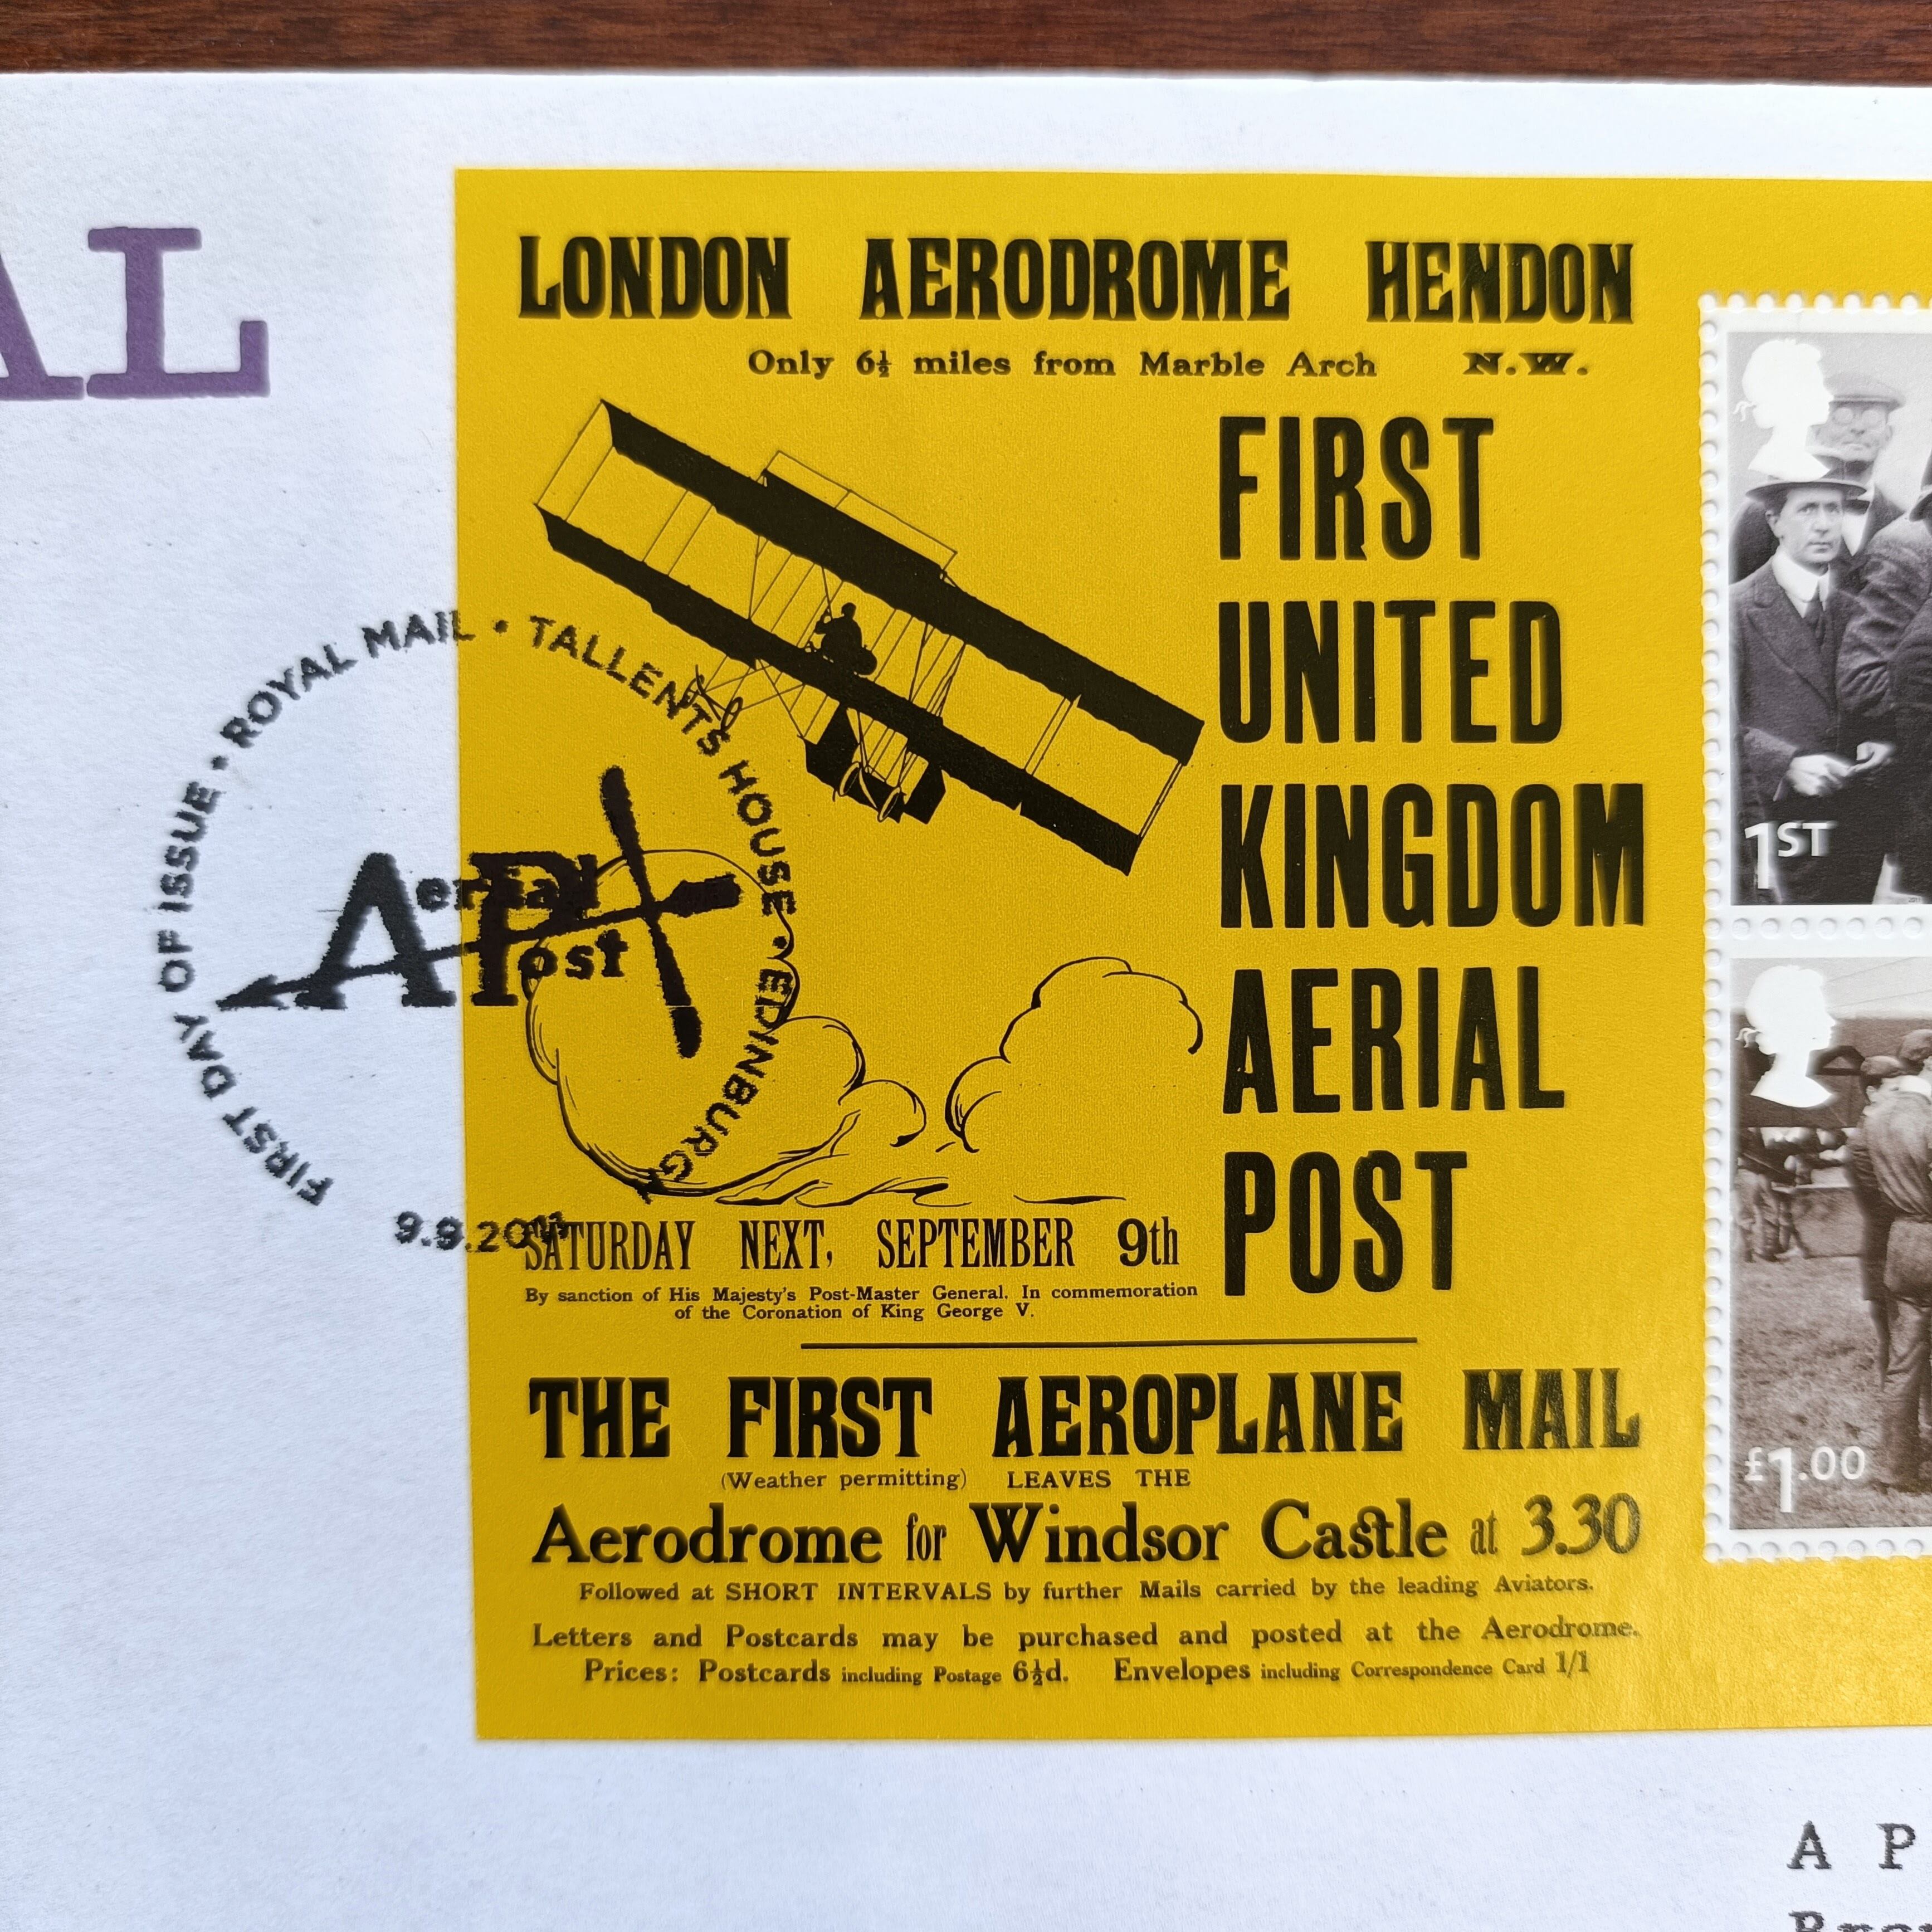 AL
LONDON AERODROME HENDON
Only 6½ miles from Marble Arch N.W.
FIRST
UNITED
KINGDOM
AERIAL
POST
FIRST DAY OF ISSUE • ROYAL MAIL • TALLENTS HOUSE • EDINBURGH
Aerial
Post
9.9.2011
SATURDAY NEXT, SEPTEMBER 9th
By sanction of His Majesty's Post-Master General. In commemoration
of the Coronation of King George V.
THE FIRST AEROPLANE MAIL
(Weather permitting) LEAVES THE
Aerodrome for Windsor Castle at 3.30
Followed at SHORT INTERVALS by further Mails carried by the leading Aviators.
Letters and Postcards may be purchased and posted at the Aerodrome.
Prices: Postcards including Postage 6½d. Envelopes including Correspondence Card 1/1
1ST
£1.00
A P